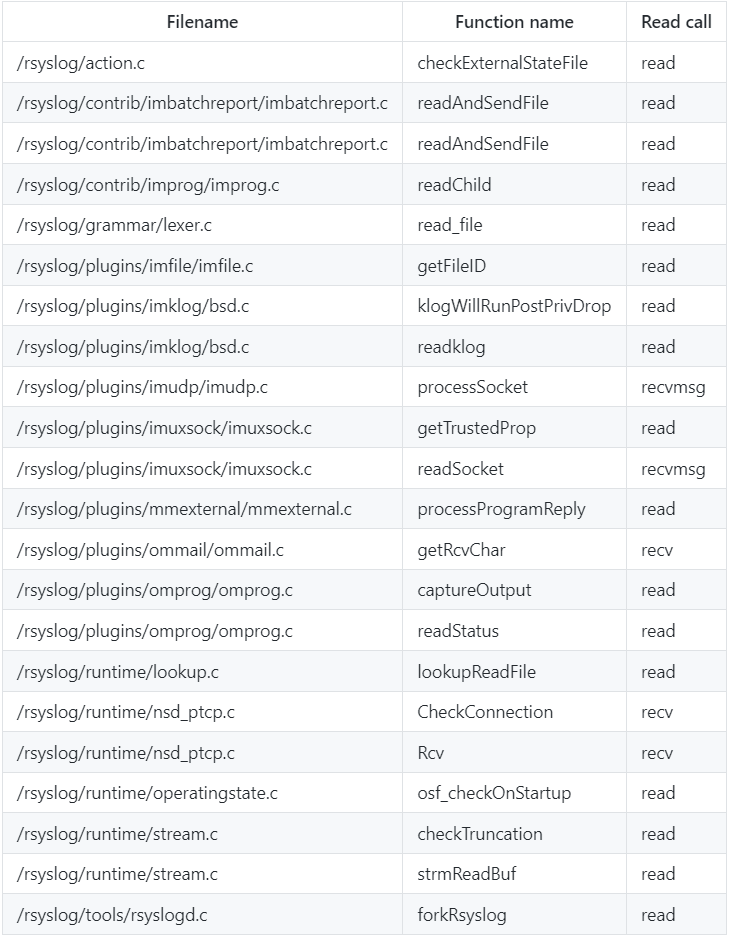 Filename Function name Read call
/rsyslog/action.c checkExternalStateFile read
/rsyslog/contrib/imbatchreport/imbatchreport.c readAndSendFile read
/rsyslog/contrib/imbatchreport/imbatchreport.c readAndSendFile read
/rsyslog/contrib/improg/improg.c readChild read
/rsyslog/grammar/lexer.c read_file read
/rsyslog/plugins/imfile/imfile.c getFileID read
/rsyslog/plugins/imklog/bsd.c klogWillRunPostPrivDrop read
/rsyslog/plugins/imklog/bsd.c readklog read
/rsyslog/plugins/imudp/imudp.c processSocket recvmsg
/rsyslog/plugins/imuxsock/imuxsock.c getTrustedProp read
/rsyslog/plugins/imuxsock/imuxsock.c readSocket recvmsg
/rsyslog/plugins/mmexternal/mmexternal.c processProgramReply read
/rsyslog/plugins/ommail/ommail.c getRcvChar recv
/rsyslog/plugins/omprog/omprog.c captureOutput read
/rsyslog/plugins/omprog/omprog.c readStatus read
/rsyslog/runtime/lookup.c lookupReadFile read
/rsyslog/runtime/nsd_ptcp.c CheckConnection recv
/rsyslog/runtime/nsd_ptcp.c Rcv recv
/rsyslog/runtime/operatingstate.c osf_checkOnStartup read
/rsyslog/runtime/stream.c checkTruncation read
/rsyslog/runtime/stream.c strmReadBuf read
/rsyslog/tools/rsyslogd.c forkRsyslog read